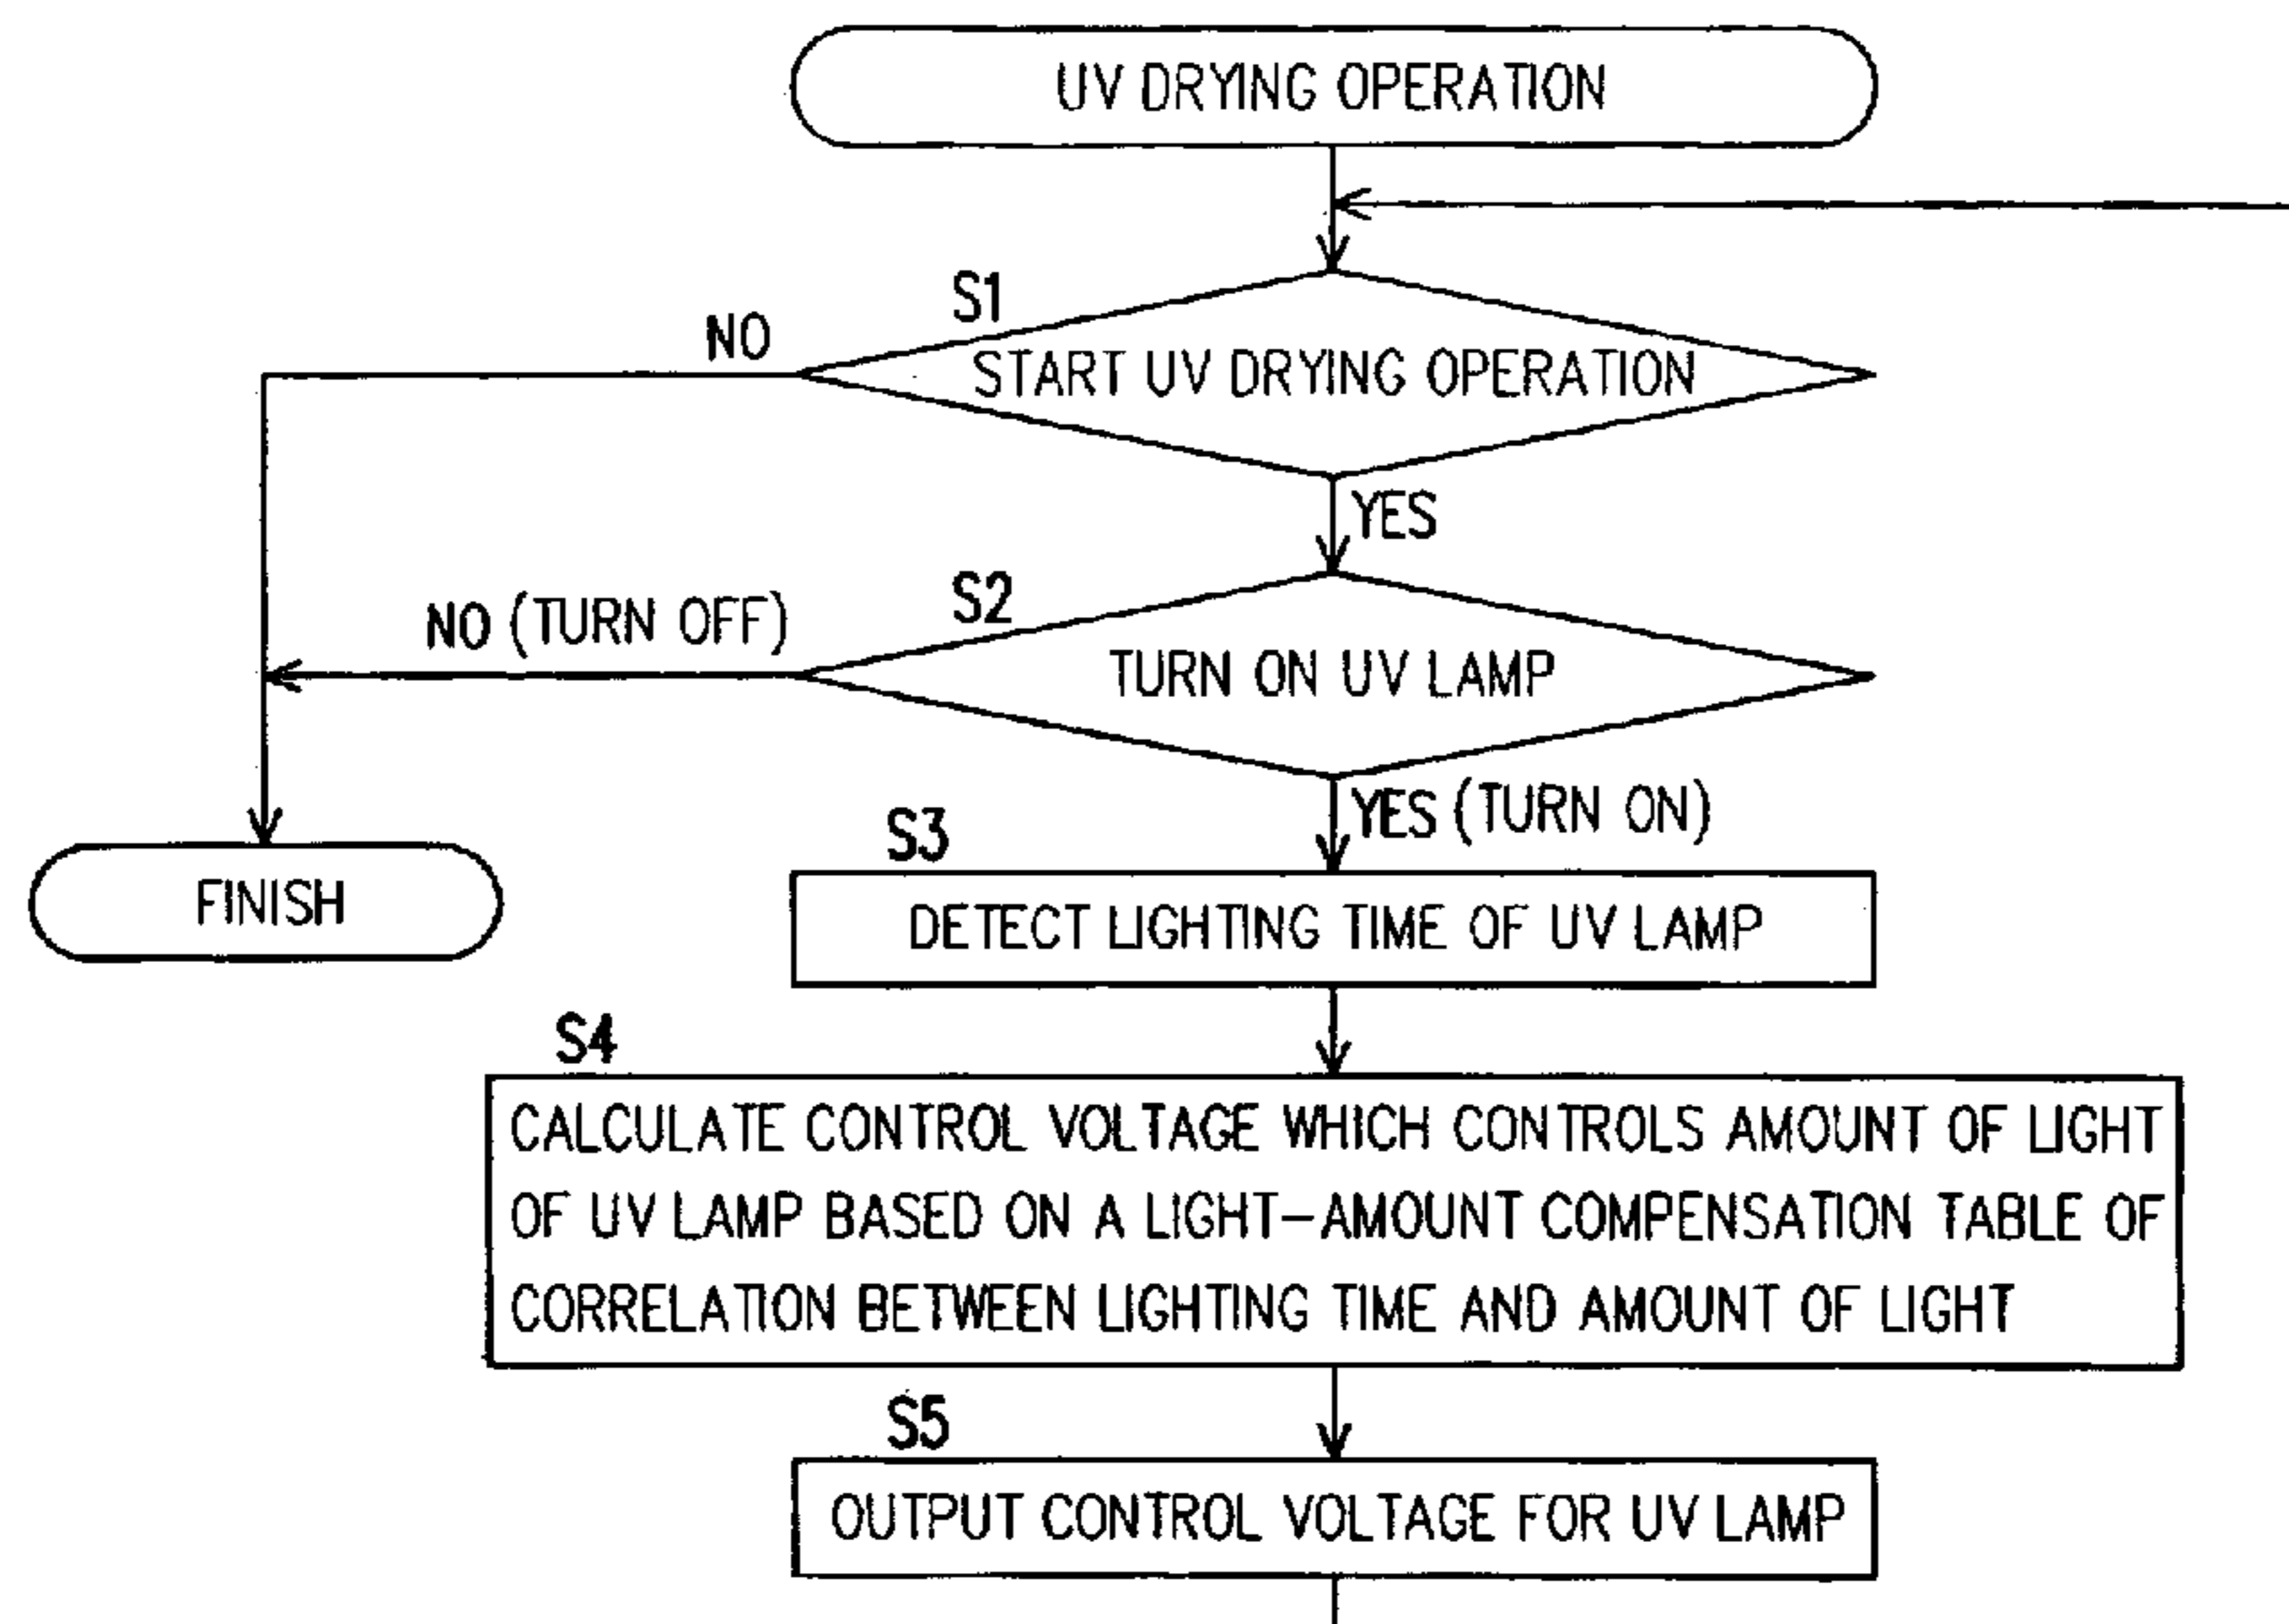 UV DRYING OPERATION
S1
NO
START UV DRYING OPERATION
YES
S2
NO (TURN OFF)
TURN ON UV LAMP
YES (TURN ON)
S3
FINISH
DETECT LIGHTING TIME OF UV LAMP
S4
CALCULATE CONTROL VOLTAGE WHICH CONTROLS AMOUNT OF LIGHT
OF UV LAMP BASED ON A LIGHT-AMOUNT COMPENSATION TABLE OF
CORRELATION BETWEEN LIGHTING TIME AND AMOUNT OF LIGHT
S5
OUTPUT CONTROL VOLTAGE FOR UV LAMP